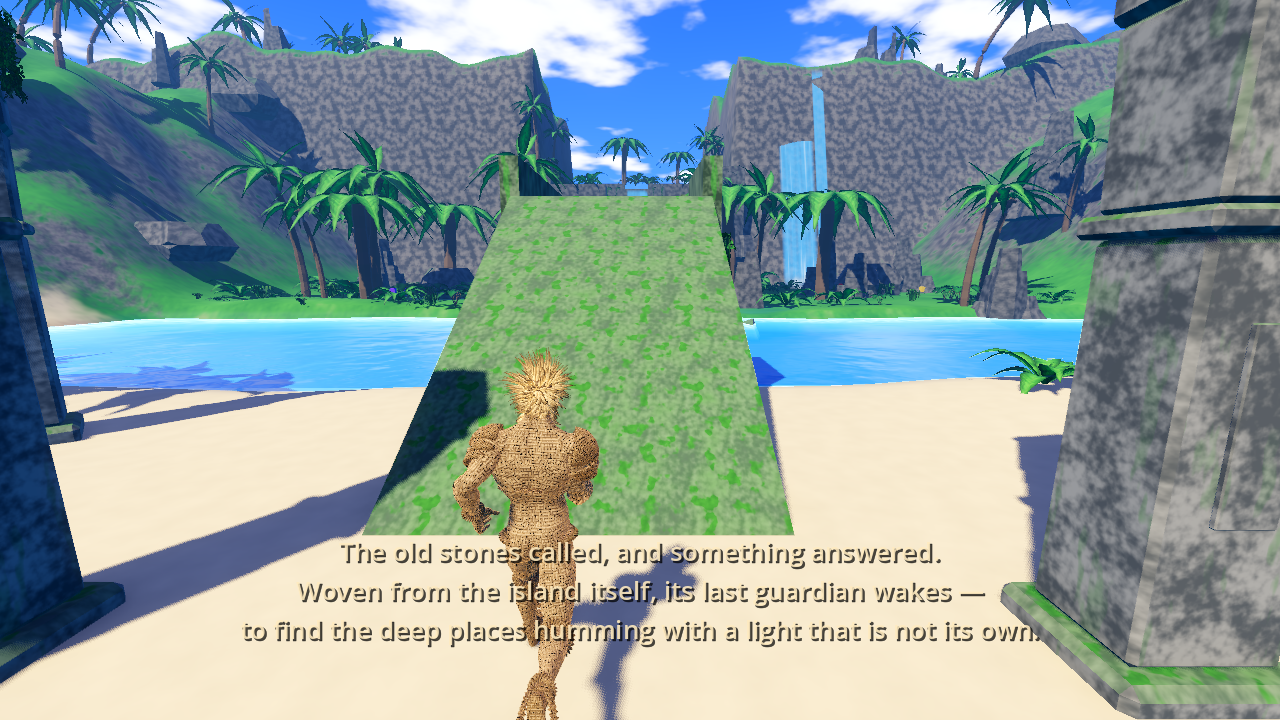 The old stones called, and something answered.
Woven from the island itself, its last guardian wakes —
to find the deep places humming with a light that is not its own.